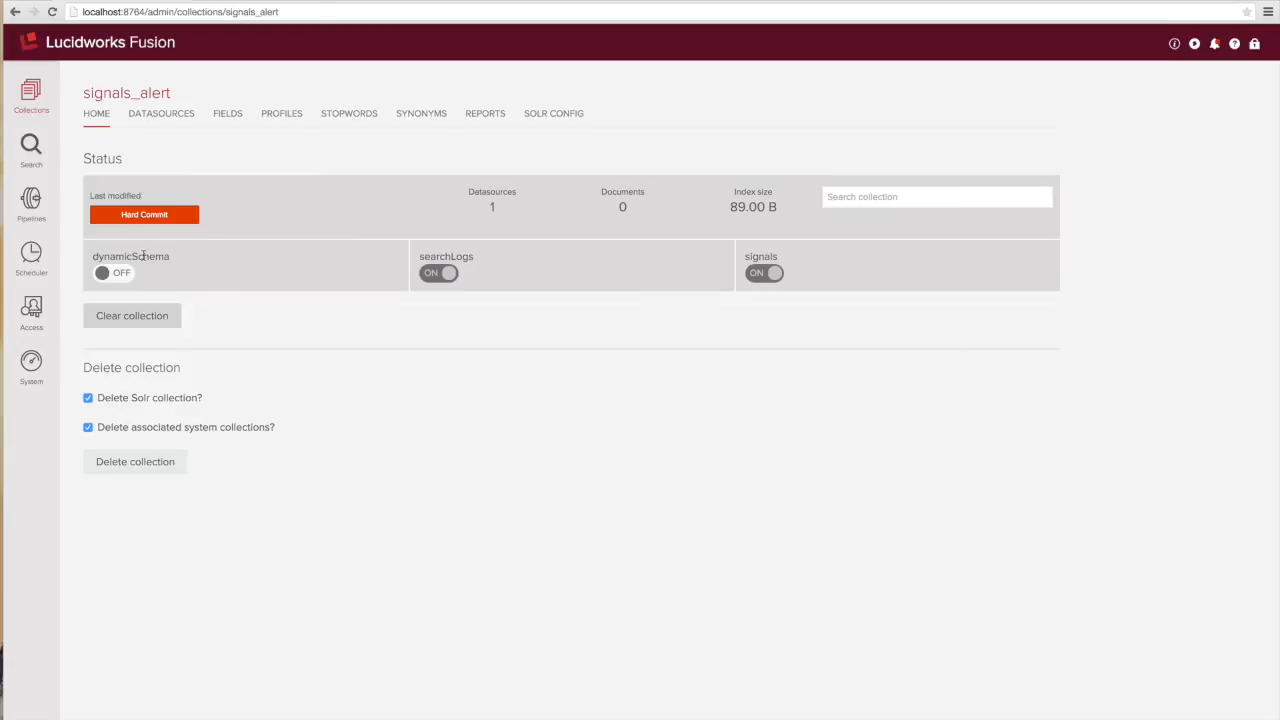 localhost:8764/admin/collections/signals_alert
Lucidworks Fusion
Collections
Search
Pipelines
Scheduler
Access
System
signals_alert
HOME DATASOURCES FIELDS PROFILES STOPWORDS SYNONYMS REPORTS SOLR CONFIG
Status
Last modified
Hard Commit
Datasources
1
Documents
0
Index size
89.00 B
Search collection
dynamicSchema
OFF
searchLogs
ON
signals
ON
Clear collection
Delete collection
Delete Solr collection?
Delete associated system collections?
Delete collection